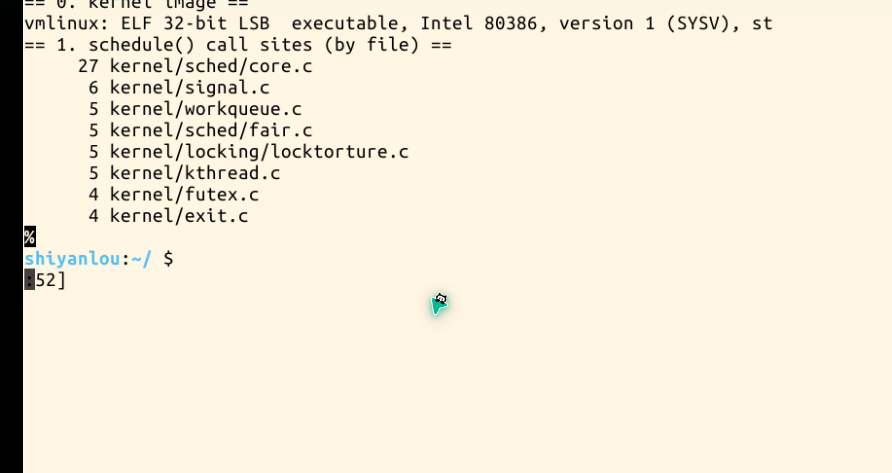 == 0. kernel image ==
vmlinux: ELF 32-bit LSB  executable, Intel 80386, version 1 (SYSV), st
== 1. schedule() call sites (by file) ==
     27 kernel/sched/core.c
      6 kernel/signal.c
      5 kernel/workqueue.c
      5 kernel/sched/fair.c
      5 kernel/locking/locktorture.c
      5 kernel/kthread.c
      4 kernel/futex.c
      4 kernel/exit.c
%
shiyanlou:~/ $
:52]